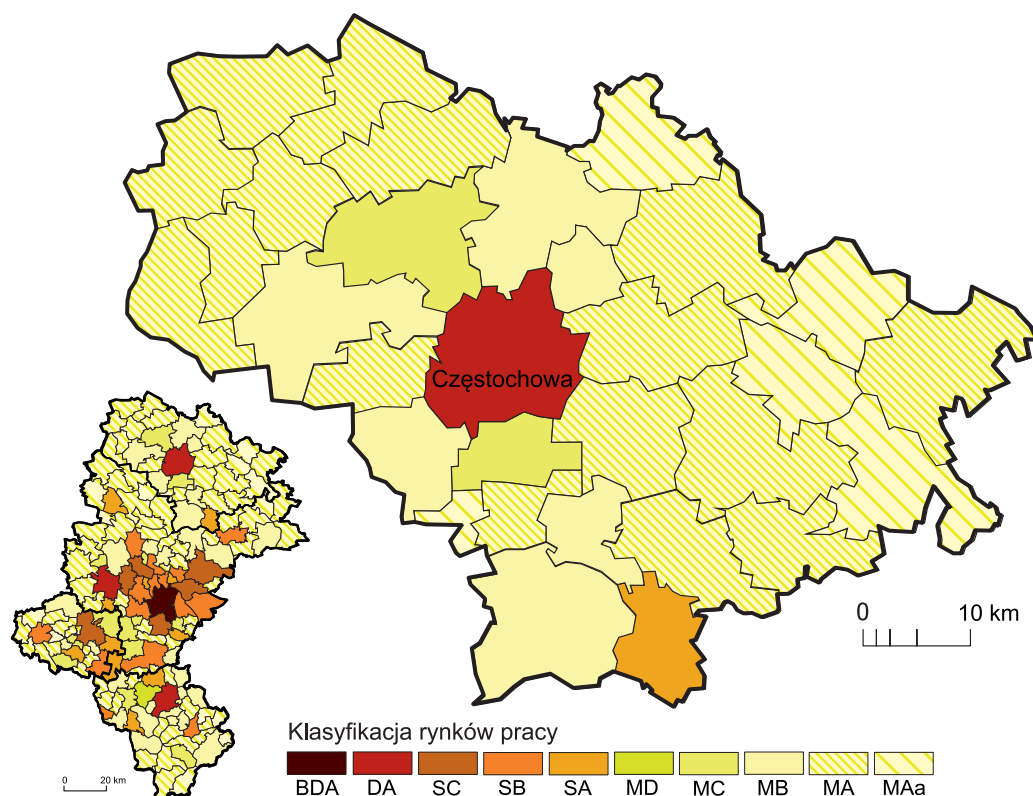 Częstochowa
0 10 km
0 20 km
Klasyfikacja rynków pracy
BDA DA SC SB SA MD MC MB MA MAa